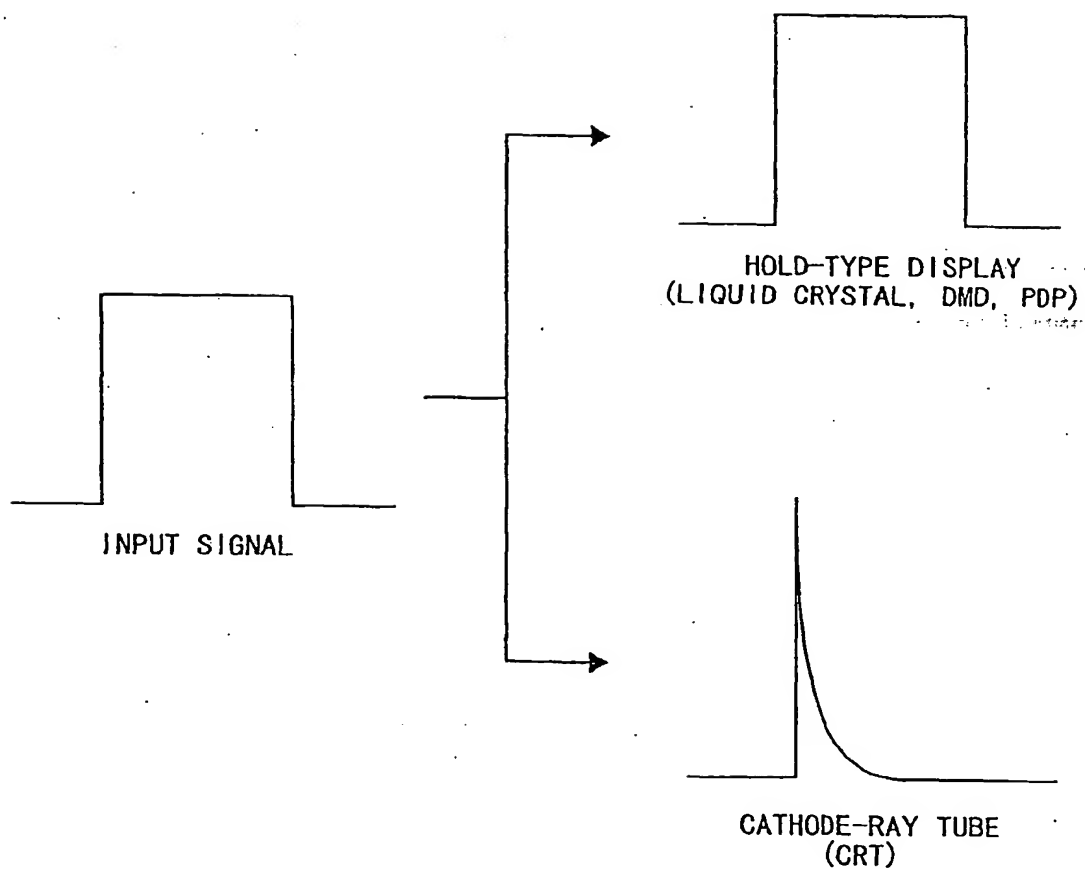 HOLD-TYPE DISPLAY
(LIQUID CRYSTAL, DMD, PDP)
INPUT SIGNAL
CATHODE-RAY TUBE
(CRT)